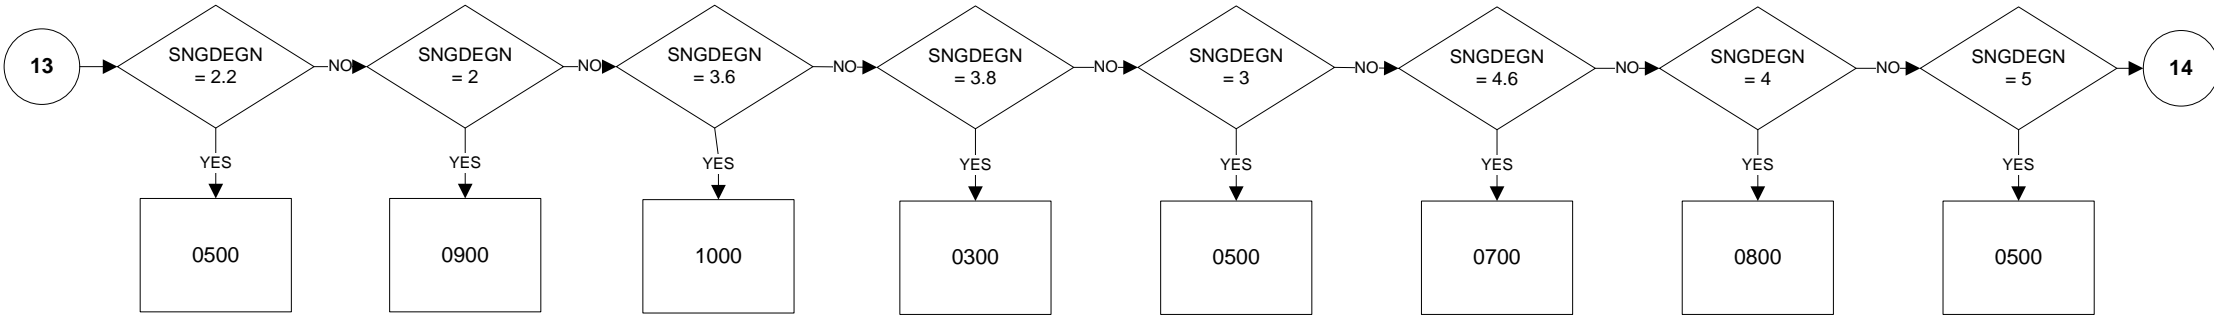 13
SNGDEGN
= 2.2
NO
SNGDEGN
= 2
NO
SNGDEGN
= 3.6
NO
SNGDEGN
= 3.8
NO
SNGDEGN
= 3
NO
SNGDEGN
= 4.6
NO
SNGDEGN
= 4
NO
SNGDEGN
= 5
14
YES
YES
YES
YES
YES
YES
YES
YES
0500
0900
1000
0300
0500
0700
0800
0500